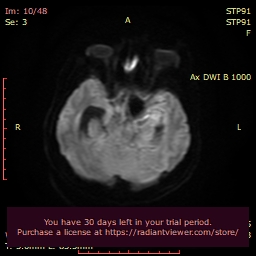 Im: 10/48
Se: 3
A
STP91
STP91
F
Ax DWI B 1000
R
L
You have 30 days left in your trial period.
Purchase a license at https://radiantviewer.com/store/